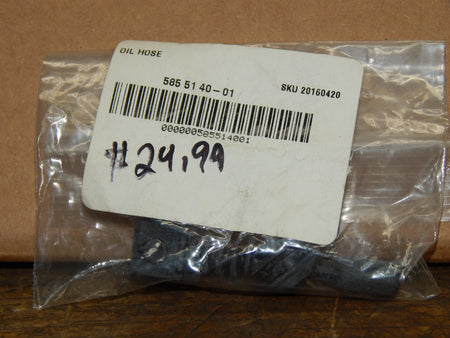 OIL HOSE
585 51 40-01
SKU 20160420
000000585514001
#24.99